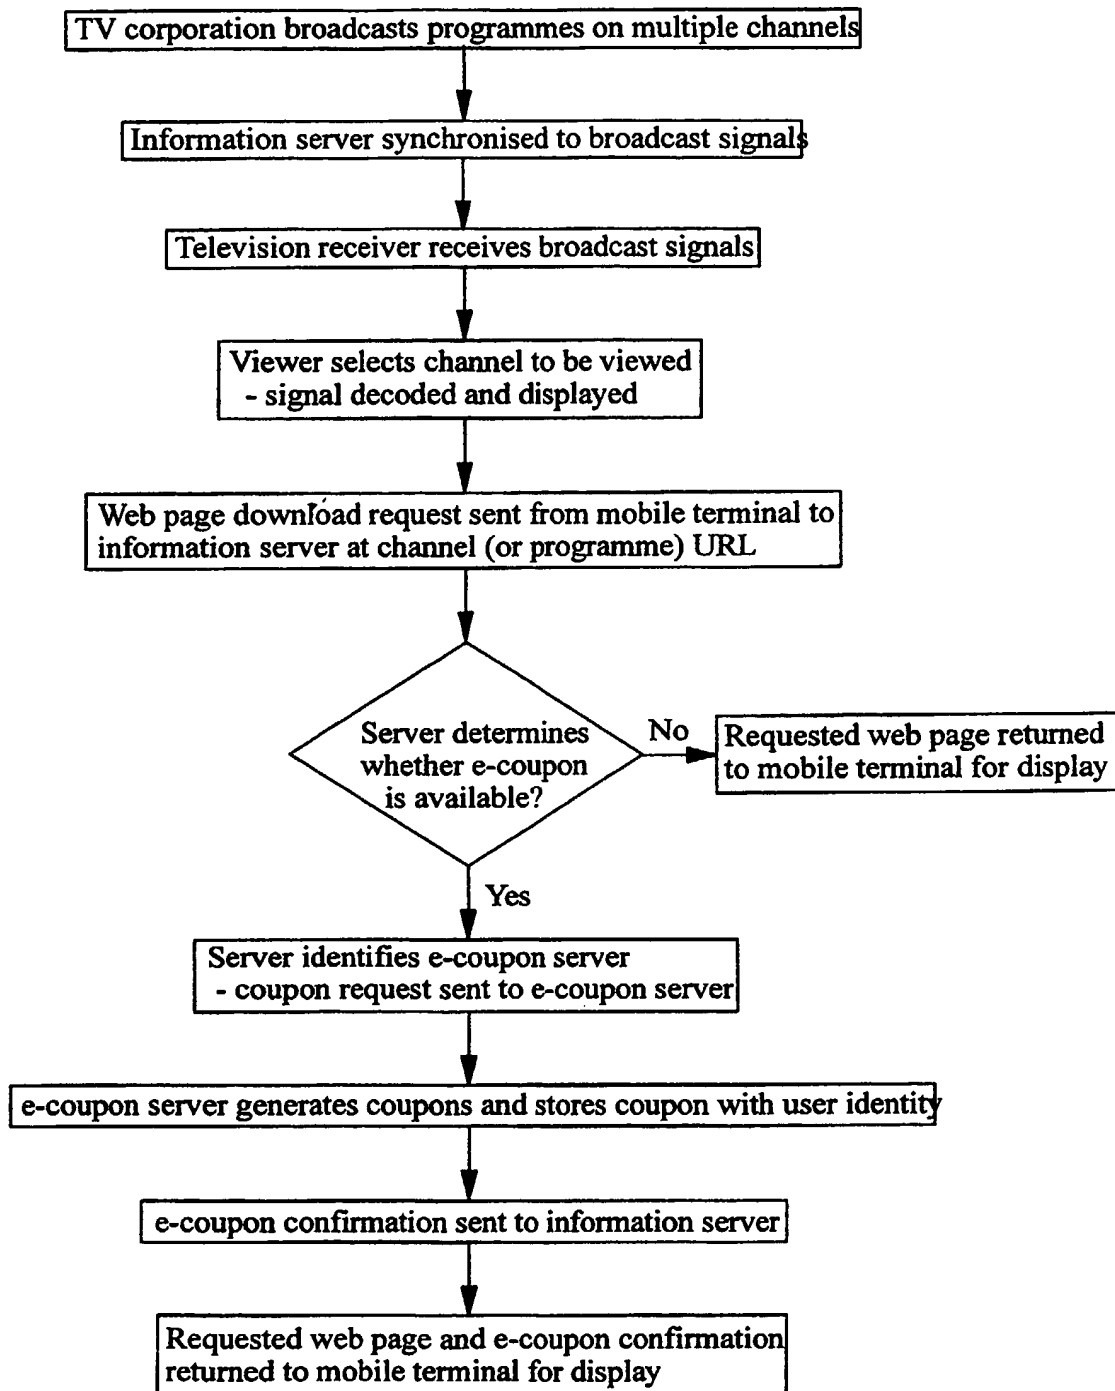 TV corporation broadcasts programmes on multiple channels
Information server synchronised to broadcast signals
Television receiver receives broadcast signals
Viewer selects channel to be viewed
- signal decoded and displayed
Web page download request sent from mobile terminal to
information server at channel (or programme) URL
Server determines
whether e-coupon
is available?
No
Requested web page returned
to mobile terminal for display
Yes
Server identifies e-coupon server
- coupon request sent to e-coupon server
e-coupon server generates coupons and stores coupon with user identity
e-coupon confirmation sent to information server
Requested web page and e-coupon confirmation
returned to mobile terminal for display